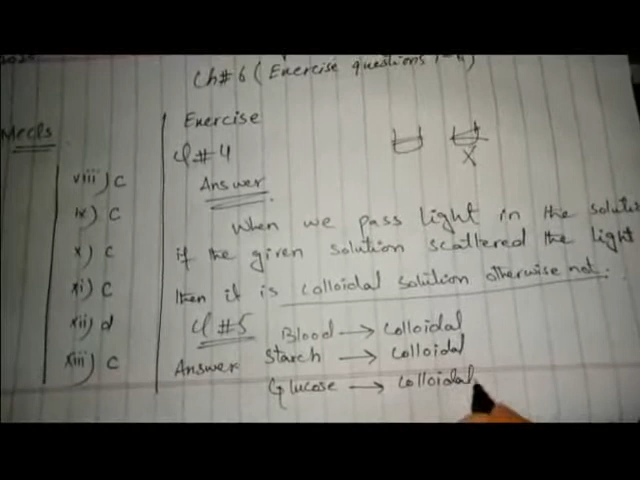 Ch#6 (Exercise questions
Mcqs
viii) c
ix) c
x) c
xi) c
xii) d
xiii) c
Exercise
Q#4
Answer
X
When we pass light in the solut
if the given solution scattered the light
then it is colloidal solution otherwise not.
Q#5
Blood → Colloidal
Answer Starch → Colloidal
Glucose → Colloidal